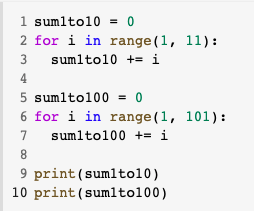 1 sum1to10 = 0
2 for i in range(1, 11):
3   sum1to10 += i
4
5 sum1to100 = 0
6 for i in range(1, 101):
7   sum1to100 += i
8
9 print(sum1to10)
10 print(sum1to100)